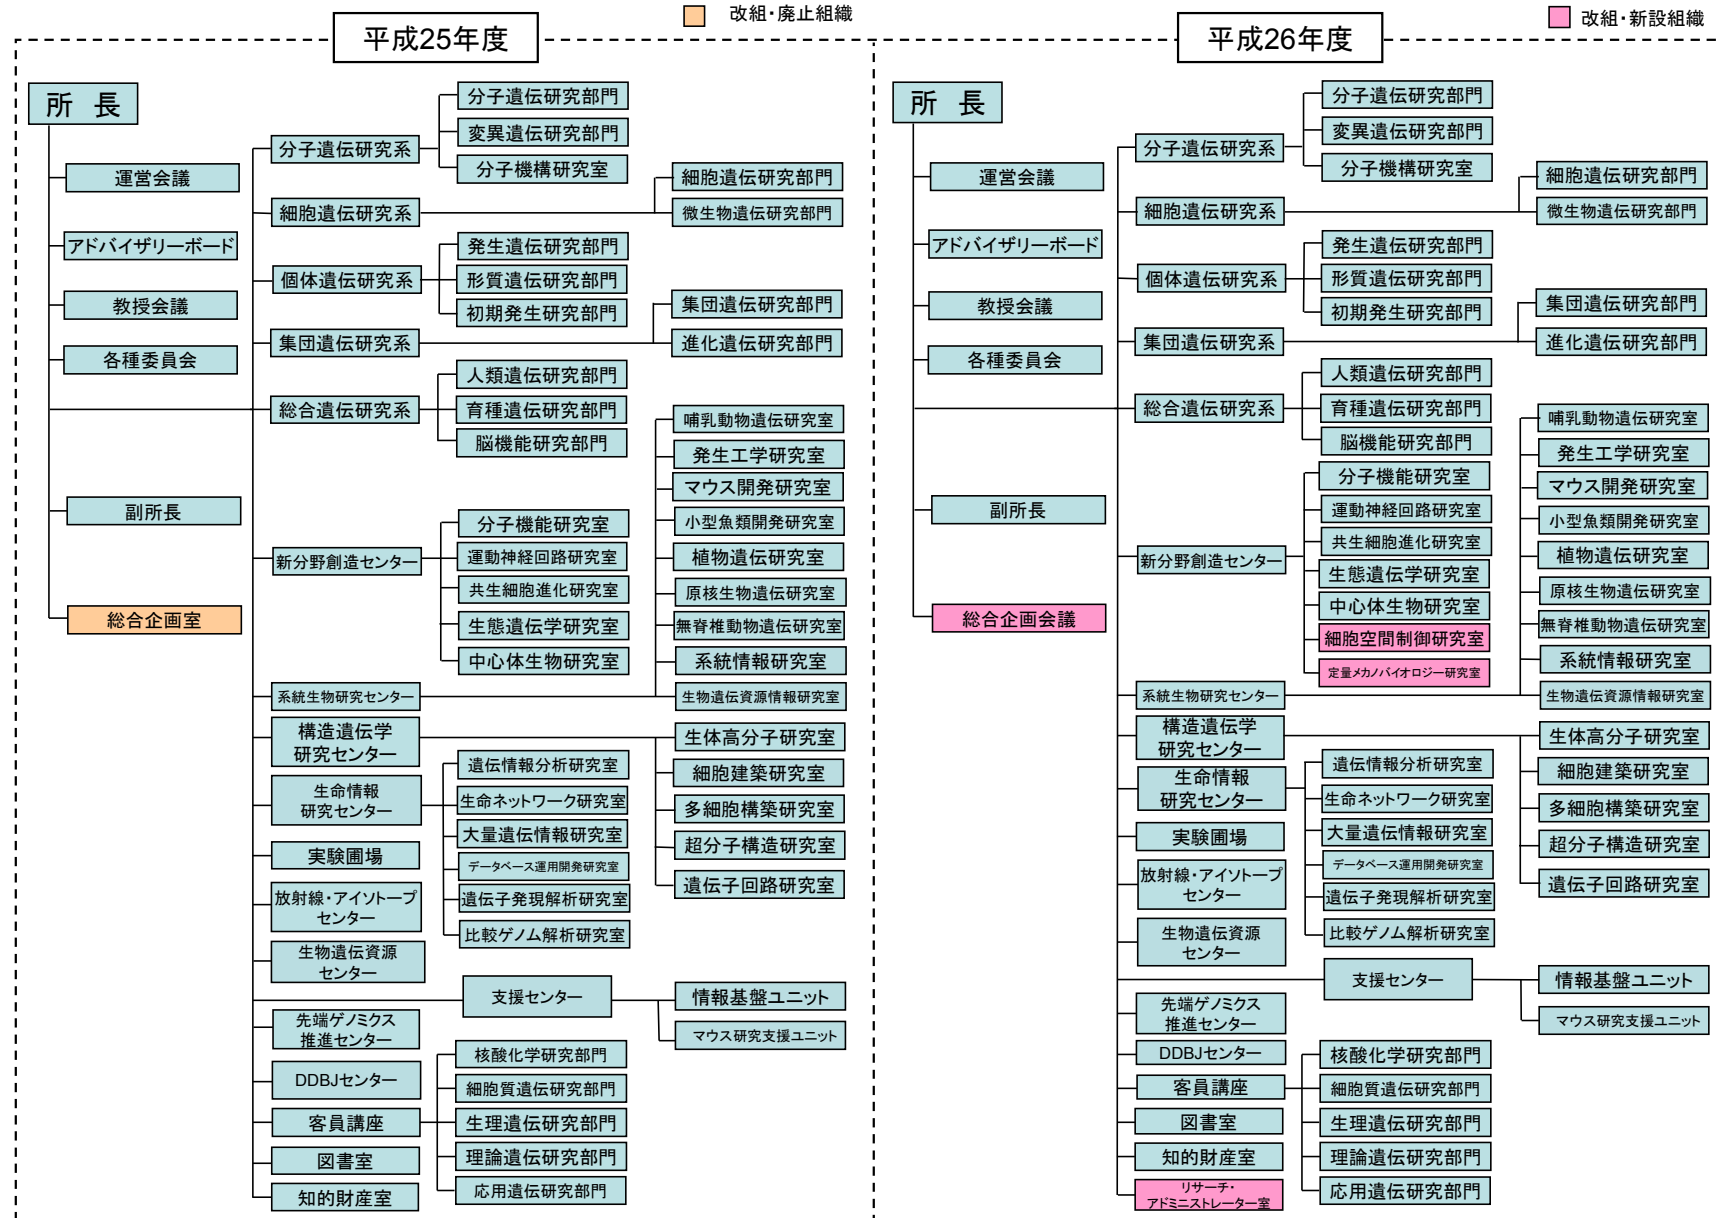 改組・廃止組織
改組・新設組織
平成25年度
所 長
運営会議
アドバイザリーボード
教授会議
各種委員会
副所長
総合企画室
分子遺伝研究系
分子遺伝研究部門
変異遺伝研究部門
分子機構研究室
細胞遺伝研究系
細胞遺伝研究部門
微生物遺伝研究部門
個体遺伝研究系
発生遺伝研究部門
形質遺伝研究部門
初期発生研究部門
集団遺伝研究系
集団遺伝研究部門
進化遺伝研究部門
総合遺伝研究系
人類遺伝研究部門
育種遺伝研究部門
脳機能研究部門
新分野創造センター
分子機能研究室
運動神経回路研究室
共生細胞進化研究室
生態遺伝学研究室
中心体生物研究室
系統生物研究センター
哺乳動物遺伝研究室
発生工学研究室
マウス開発研究室
小型魚類開発研究室
植物遺伝研究室
原核生物遺伝研究室
無脊椎動物遺伝研究室
系統情報研究室
生物遺伝資源情報研究室
構造遺伝学
研究センター
生体高分子研究室
細胞建築研究室
多細胞構築研究室
超分子構造研究室
遺伝子回路研究室
生命情報
研究センター
遺伝情報分析研究室
生命ネットワーク研究室
大量遺伝情報研究室
データベース運用開発研究室
遺伝子発現解析研究室
比較ゲノム解析研究室
実験圃場
放射線・アイソトープ
センター
生物遺伝資源
センター
支援センター
情報基盤ユニット
マウス研究支援ユニット
先端ゲノミクス
推進センター
DDBJセンター
客員講座
核酸化学研究部門
細胞質遺伝研究部門
生理遺伝研究部門
理論遺伝研究部門
応用遺伝研究部門
図書室
知的財産室
平成26年度
所 長
運営会議
アドバイザリーボード
教授会議
各種委員会
副所長
総合企画会議
分子遺伝研究系
分子遺伝研究部門
変異遺伝研究部門
分子機構研究室
細胞遺伝研究系
細胞遺伝研究部門
微生物遺伝研究部門
個体遺伝研究系
発生遺伝研究部門
形質遺伝研究部門
初期発生研究部門
集団遺伝研究系
集団遺伝研究部門
進化遺伝研究部門
総合遺伝研究系
人類遺伝研究部門
育種遺伝研究部門
脳機能研究部門
新分野創造センター
分子機能研究室
運動神経回路研究室
共生細胞進化研究室
生態遺伝学研究室
中心体生物研究室
細胞空間制御研究室
定量メカノバイオロジー研究室
系統生物研究センター
哺乳動物遺伝研究室
発生工学研究室
マウス開発研究室
小型魚類開発研究室
植物遺伝研究室
原核生物遺伝研究室
無脊椎動物遺伝研究室
系統情報研究室
生物遺伝資源情報研究室
構造遺伝学
研究センター
生体高分子研究室
細胞建築研究室
多細胞構築研究室
超分子構造研究室
遺伝子回路研究室
生命情報
研究センター
遺伝情報分析研究室
生命ネットワーク研究室
大量遺伝情報研究室
データベース運用開発研究室
遺伝子発現解析研究室
比較ゲノム解析研究室
実験圃場
放射線・アイソトープ
センター
生物遺伝資源
センター
支援センター
情報基盤ユニット
マウス研究支援ユニット
先端ゲノミクス
推進センター
DDBJセンター
客員講座
核酸化学研究部門
細胞質遺伝研究部門
生理遺伝研究部門
理論遺伝研究部門
応用遺伝研究部門
図書室
知的財産室
リサーチ・
アドミニストレーター室